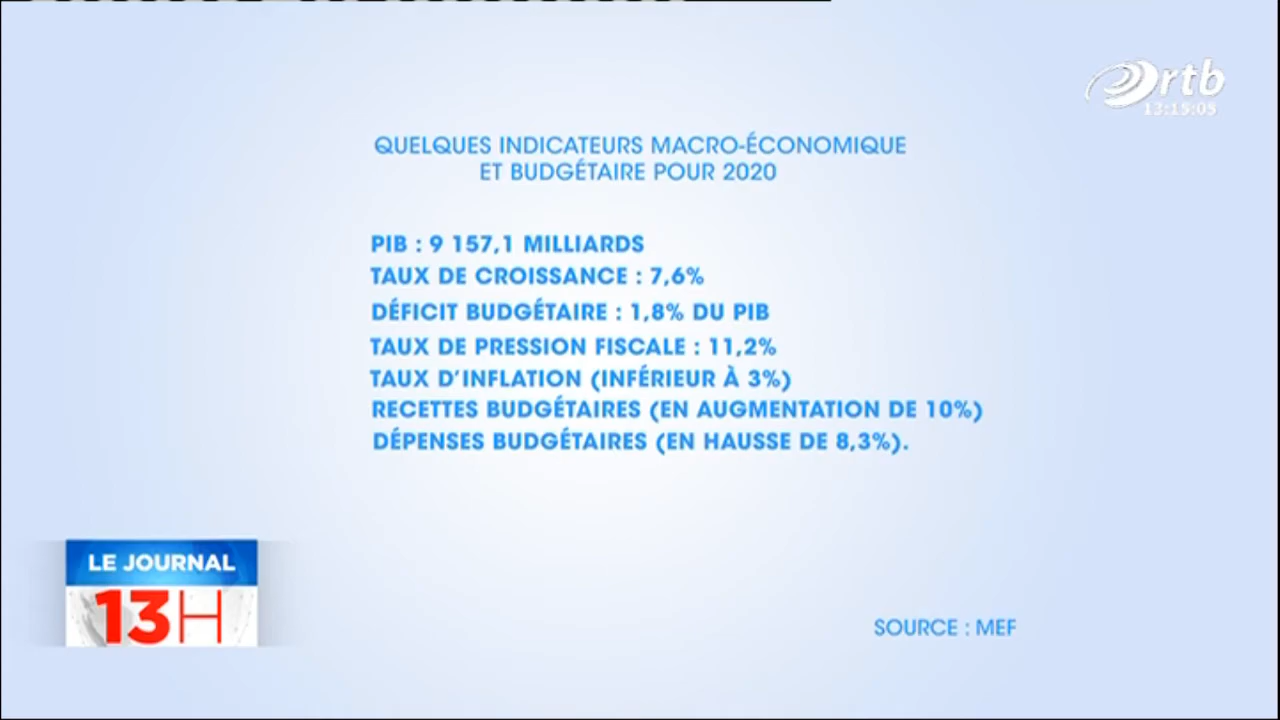 rtb
13:15:05
QUELQUES INDICATEURS MACRO-ÉCONOMIQUE
ET BUDGÉTAIRE POUR 2020
PIB : 9 157,1 MILLIARDS
TAUX DE CROISSANCE : 7,6%
DÉFICIT BUDGÉTAIRE : 1,8% DU PIB
TAUX DE PRESSION FISCALE : 11,2%
TAUX D'INFLATION (INFÉRIEUR À 3%)
RECETTES BUDGÉTAIRES (EN AUGMENTATION DE 10%)
DÉPENSES BUDGÉTAIRES (EN HAUSSE DE 8,3%).
LE JOURNAL
13H
SOURCE : MEF